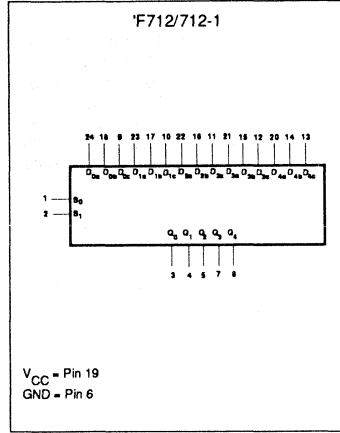 'F712/712-1
24 18 9 23 17 10 22 16 11 21 15 12 20 14 13
D0a D0b D0c D1a D1b D1c D2a D2b D2c D3a D3b D3c D4a D4b D4c
1 S0
2 S1
Q0 Q1 Q2 Q3 Q4
3 4 5 7 8
VCC = Pin 19
GND = Pin 6